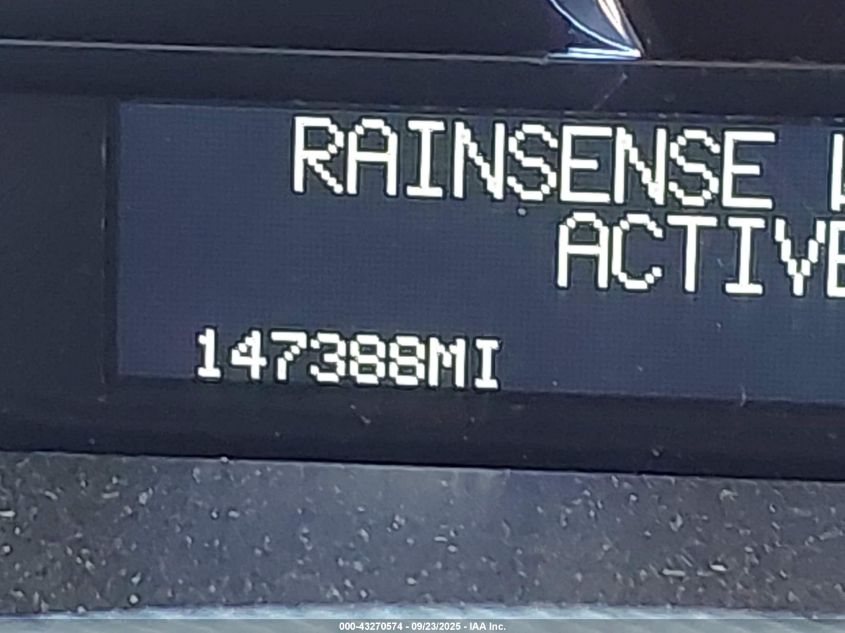 RAINSENSE
ACTIVE
147388MI
000-43270574 - 09/23/2025 - IAA Inc.